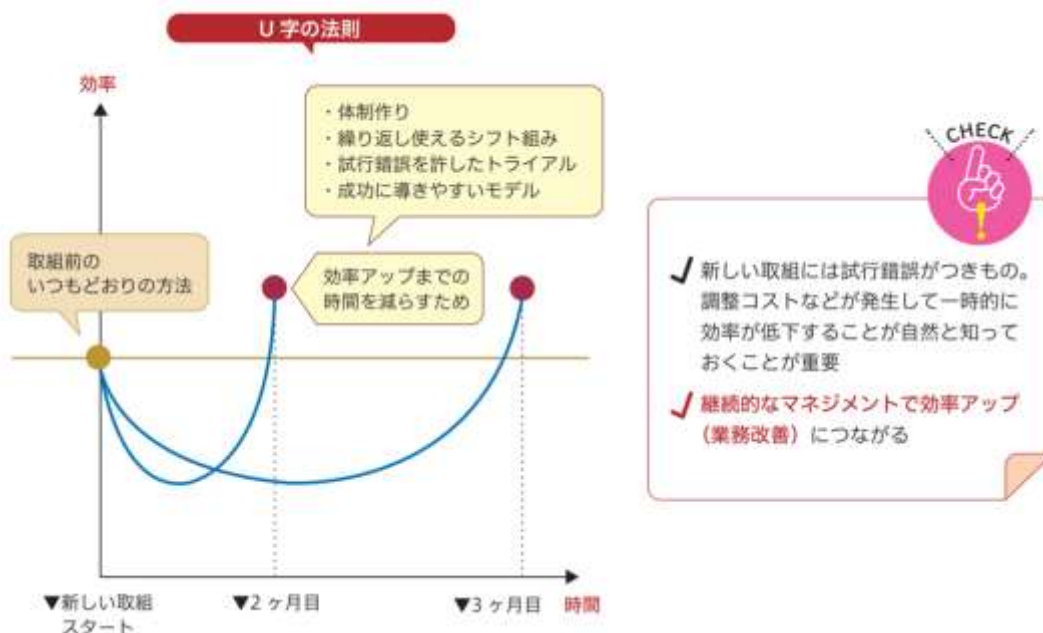 U字の法則
効率
・体制作り
・繰り返し使えるシフト組み
・試行錯誤を許したトライアル
・成功に導きやすいモデル
取組前の
いつもどおりの方法
効率アップまでの
時間を減らすため
▼新しい取組
スタート
▼2ヶ月目
▼3ヶ月目
時間
CHECK
!
新しい取組には試行錯誤がつきもの。
調整コストなどが発生して一時的に
効率が低下することが自然と知って
おくことが重要
継続的なマネジメントで効率アップ
（業務改善）につながる